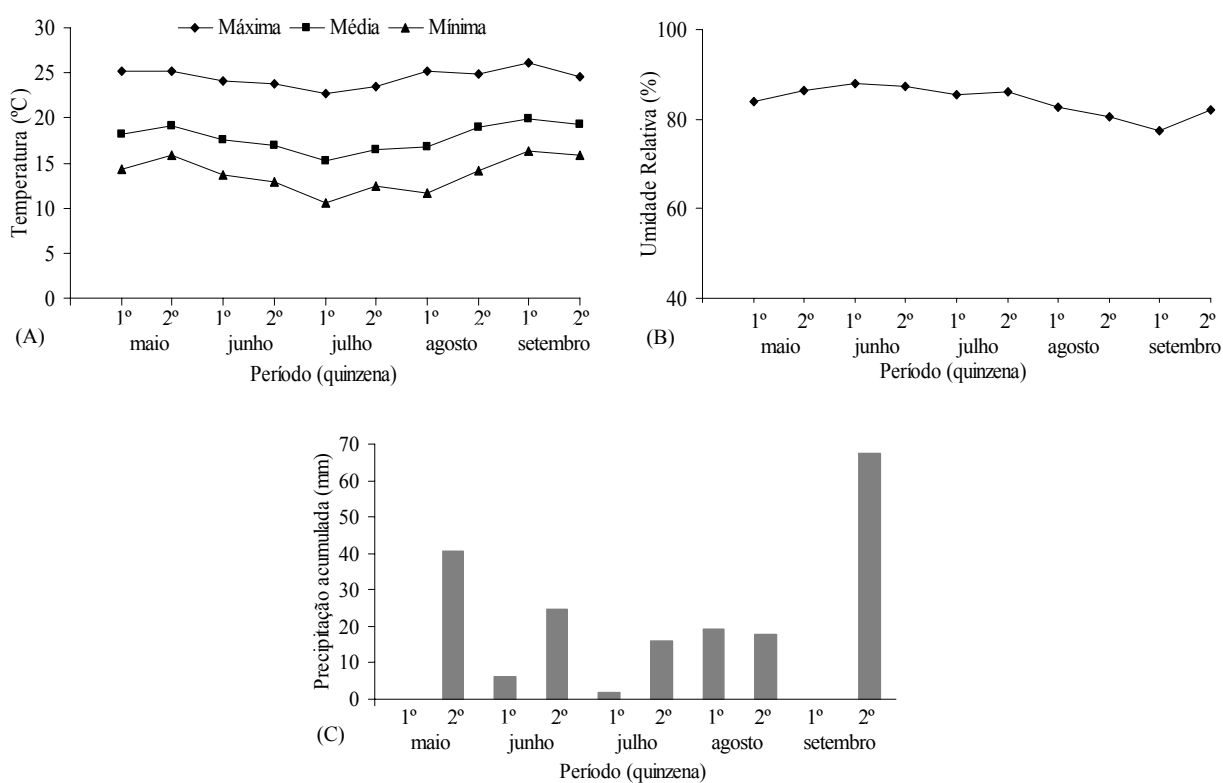 Máxima Média Mínima
Temperatura (ºC)
30
25
20
15
10
5
0
1º 2º 1º 2º 1º 2º 1º 2º 1º 2º
maio junho julho agosto setembro
(A)
Período (quinzena)
Umidade Relativa (%)
100
80
60
40
1º 2º 1º 2º 1º 2º 1º 2º 1º 2º
maio junho julho agosto setembro
(B)
Período (quinzena)
Precipitação acumulada (mm)
70
60
50
40
30
20
10
0
1º 2º 1º 2º 1º 2º 1º 2º 1º 2º
maio junho julho agosto setembro
(C)
Período (quinzena)